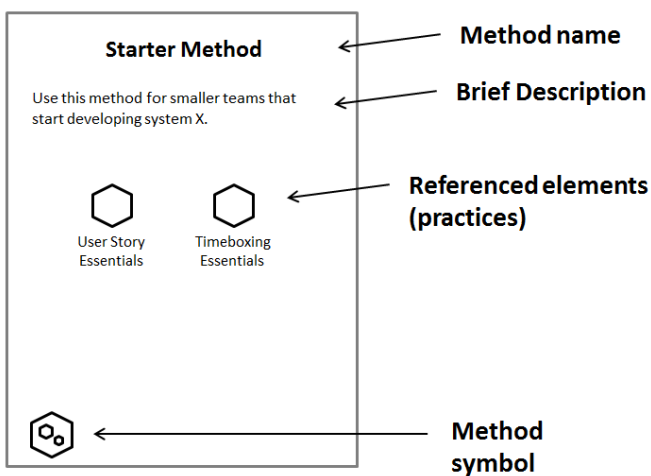 Starter Method
Method name
Use this method for smaller teams that
start developing system X.
Brief Description
User Story
Essentials
Timeboxing
Essentials
Referenced elements
(practices)
Method
symbol